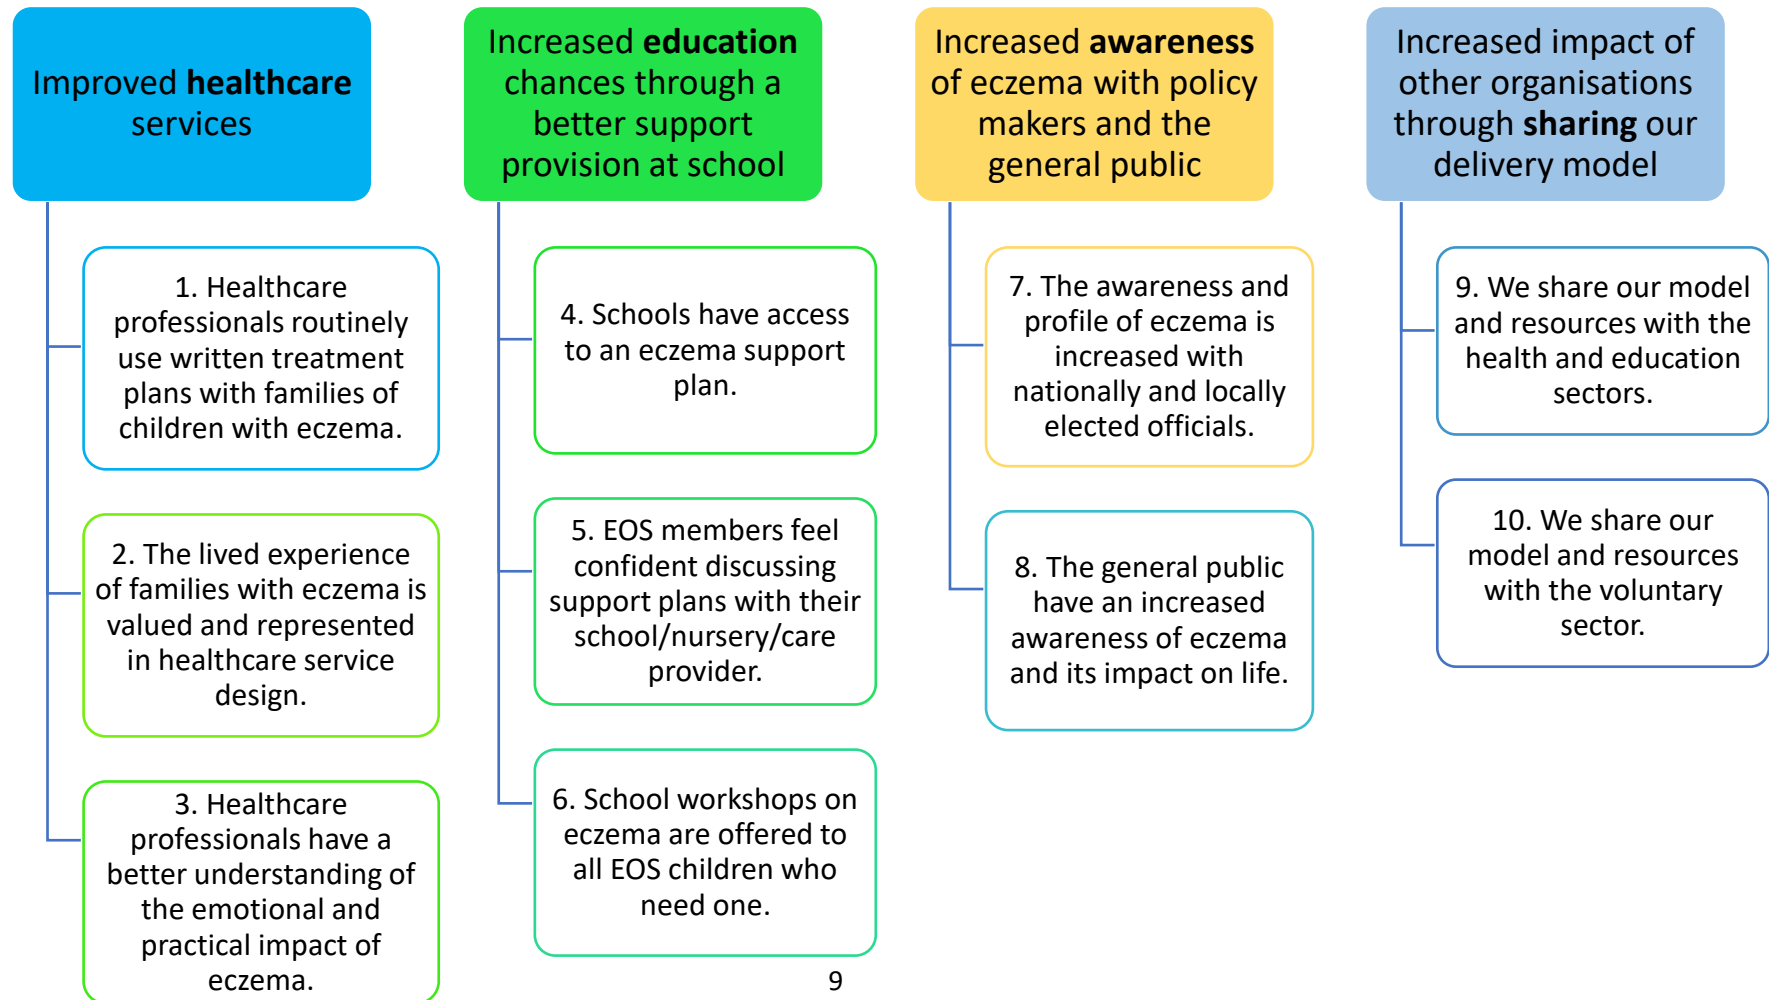 Improved healthcare
services
1. Healthcare
professionals routinely
use written treatment
plans with families of
children with eczema.
2. The lived experience
of families with eczema is
valued and represented
in healthcare service
design.
3. Healthcare
professionals have a
better understanding of
the emotional and
practical impact of
eczema.
Increased education
chances through a
better support
provision at school
4. Schools have access
to an eczema support
plan.
5. EOS members feel
confident discussing
support plans with their
school/nursery/care
provider.
6. School workshops on
eczema are offered to
all EOS children who
need one.
Increased awareness
of eczema with policy
makers and the
general public
7. The awareness and
profile of eczema is
increased with
nationally and locally
elected officials.
8. The general public
have an increased
awareness of eczema
and its impact on life.
Increased impact of
other organisations
through sharing our
delivery model
9. We share our model
and resources with the
health and education
sectors.
10. We share our
model and resources
with the voluntary
sector.
9